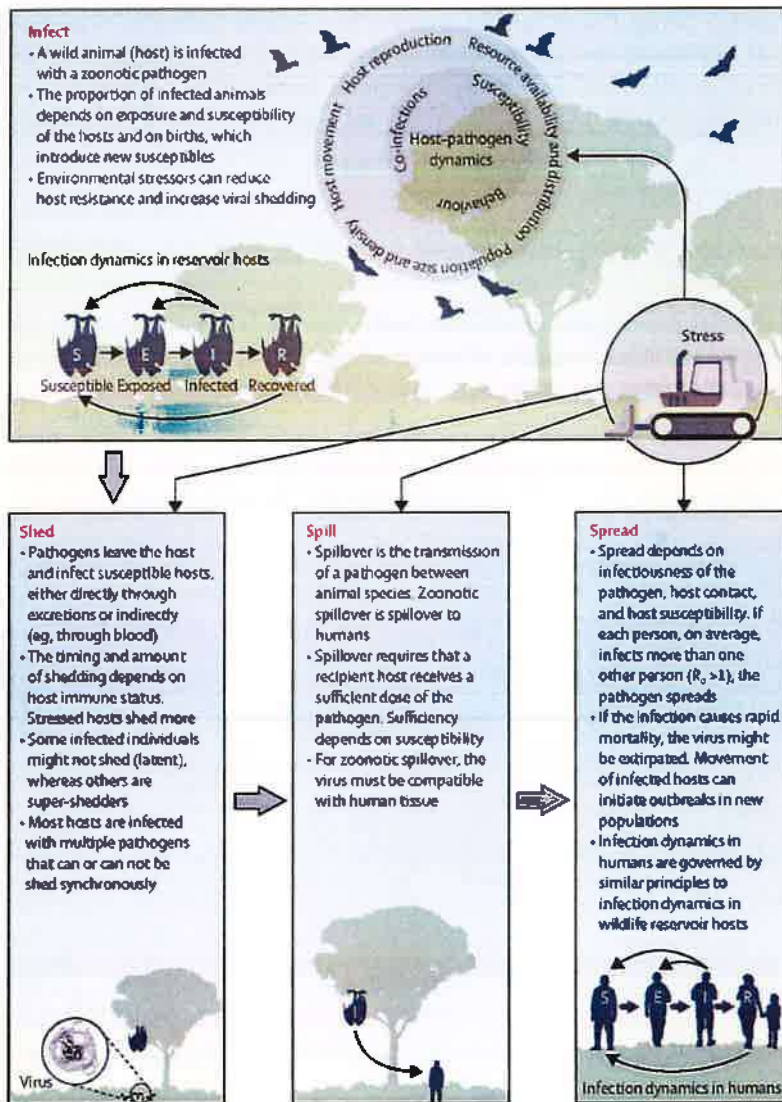 Infect
• A wild animal (host) is infected
with a zoonotic pathogen
• The proportion of infected animals
depends on exposure and susceptibility
of the hosts and on births, which
introduce new susceptibles
• Environmental stressors can reduce
host resistance and increase viral shedding
Host movement
Host reproduction
Resource availability and distribution
Population size and density
Co-infections
Susceptibility
Behaviour
Host–pathogen
dynamics
Infection dynamics in reservoir hosts
S E I R
Susceptible Exposed Infected Recovered
Stress
Shed
• Pathogens leave the host
and infect susceptible hosts,
either directly through
excretions or indirectly
(eg, through blood)
• The timing and amount
of shedding depends on
host immune status.
Stressed hosts shed more
• Some infected individuals
might not shed (latent),
whereas others are
super-shedders
• Most hosts are infected
with multiple pathogens
that can or can not be
shed synchronously
Virus
Spill
• Spillover is the transmission
of a pathogen between
animal species. Zoonotic
spillover is spillover to
humans
• Spillover requires that a
recipient host receives a
sufficient dose of the
pathogen. Sufficiency
depends on susceptibility
• For zoonotic spillover, the
virus must be compatible
with human tissue
Spread
• Spread depends on
infectiousness of the
pathogen, host contact,
and host susceptibility. If
each person, on average,
infects more than one
other person (R₀ >1), the
pathogen spreads
• If the infection causes rapid
mortality, the virus might
be extirpated. Movement
of infected hosts can
initiate outbreaks in new
populations
• Infection dynamics in
humans are governed by
similar principles to
infection dynamics in
wildlife reservoir hosts
S E I R
Infection dynamics in humans